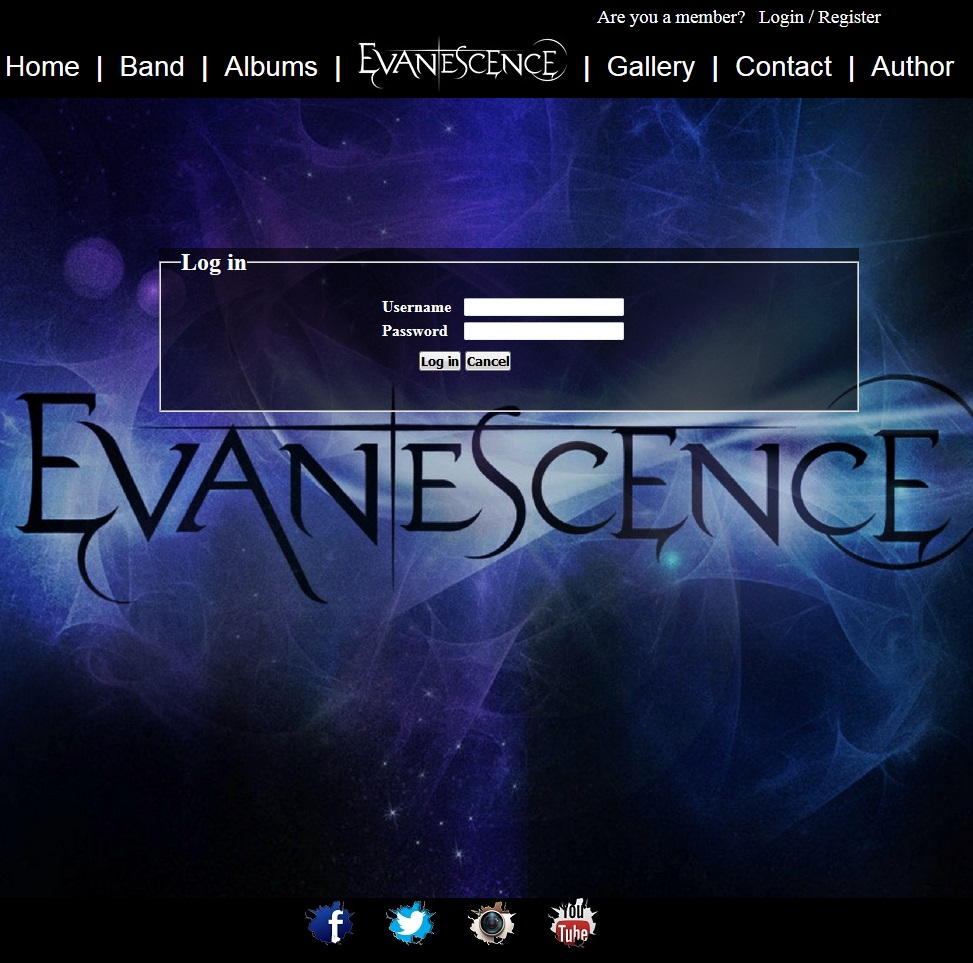 Are you a member? Login / Register
Home | Band | Albums | EVANESCENCE | Gallery | Contact | Author
Log in
Username
Password
Log in Cancel
EVANESCENCE
f
You
Tube